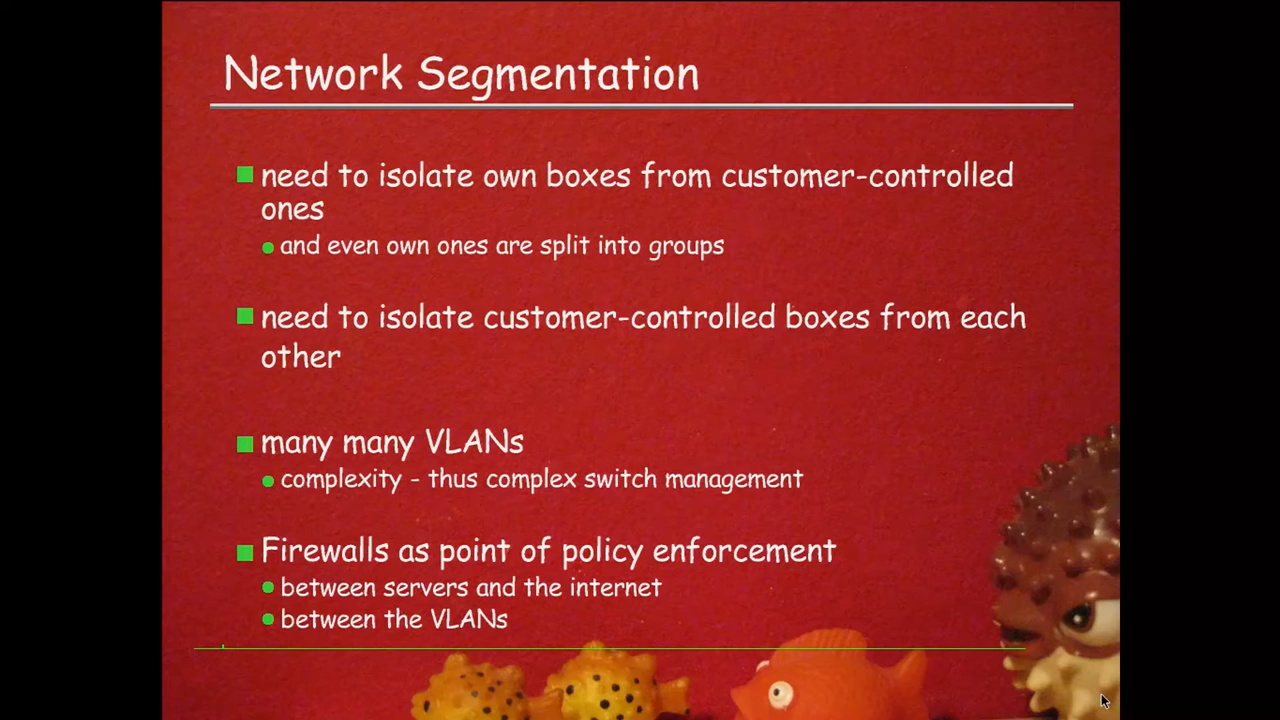 Network Segmentation
need to isolate own boxes from customer-controlled
ones
and even own ones are split into groups
need to isolate customer-controlled boxes from each
other
many many VLANs
complexity - thus complex switch management
Firewalls as point of policy enforcement
between servers and the internet
between the VLANs